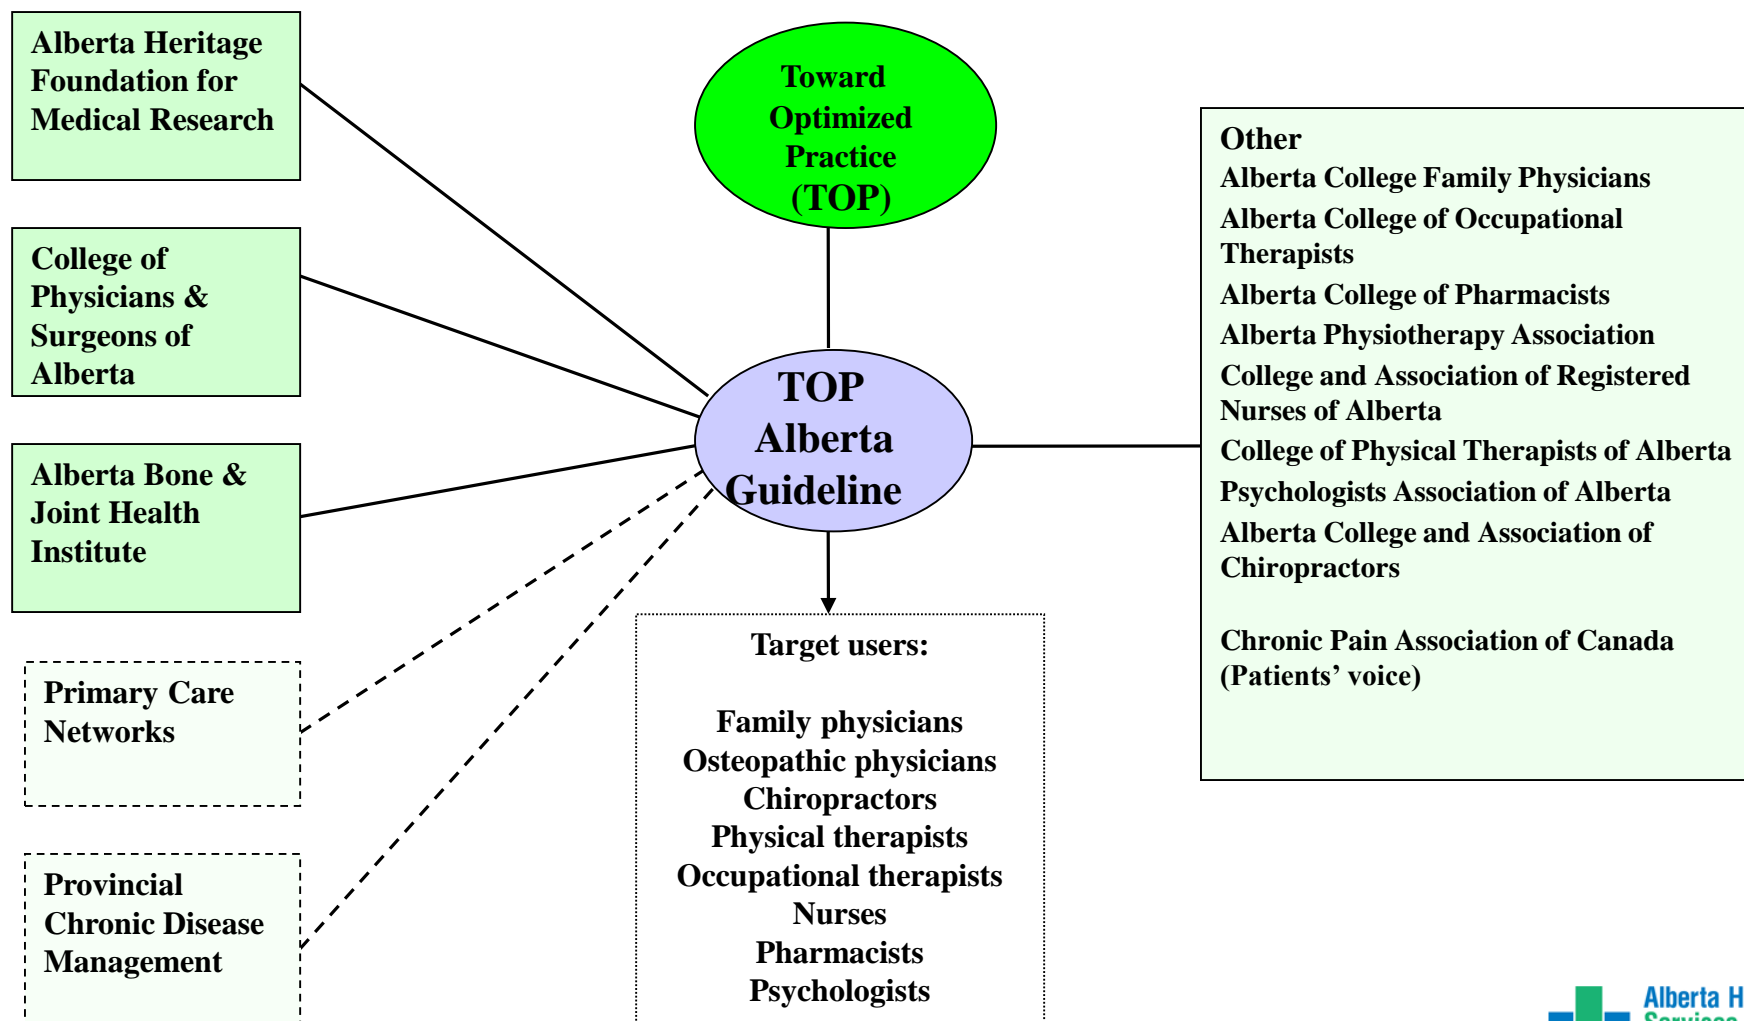 Alberta Heritage
Foundation for
Medical Research
College of
Physicians &
Surgeons of
Alberta
Alberta Bone &
Joint Health
Institute
Primary Care
Networks
Provincial
Chronic Disease
Management
Toward
Optimized
Practice
(TOP)
TOP
Alberta
Guideline
Target users:
Family physicians
Osteopathic physicians
Chiropractors
Physical therapists
Occupational therapists
Nurses
Pharmacists
Psychologists
Other
Alberta College Family Physicians
Alberta College of Occupational
Therapists
Alberta College of Pharmacists
Alberta Physiotherapy Association
College and Association of Registered
Nurses of Alberta
College of Physical Therapists of Alberta
Psychologists Association of Alberta
Alberta College and Association of
Chiropractors
Chronic Pain Association of Canada
(Patients’ voice)
Alberta H
Services